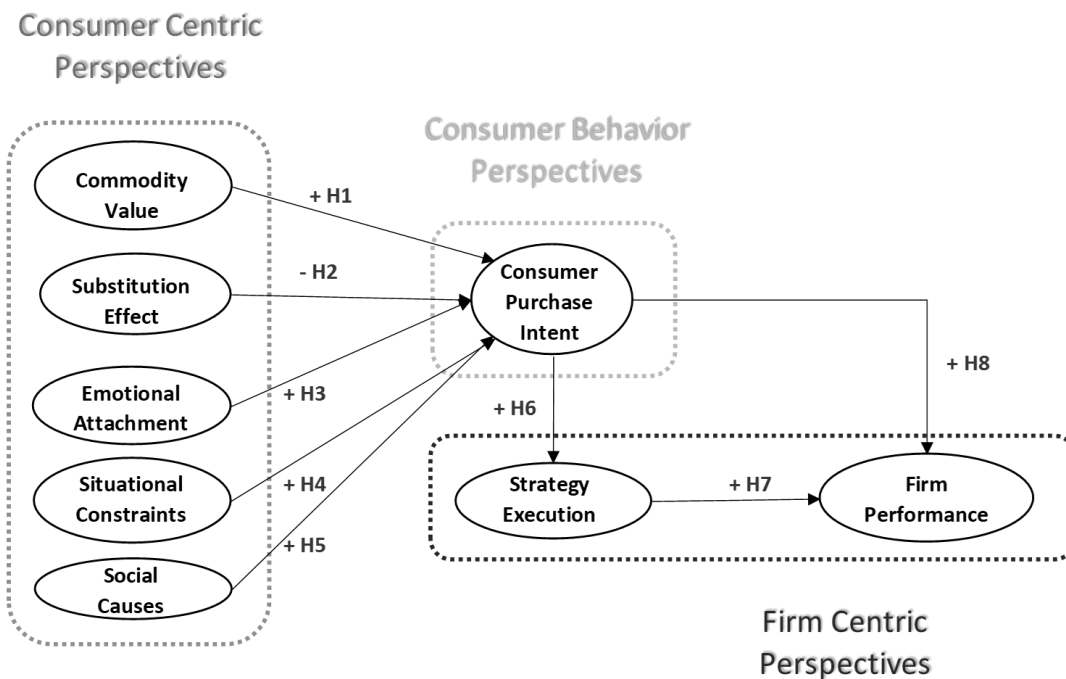 Consumer Centric
Perspectives
Consumer Behavior
Perspectives
Commodity
Value
+ H1
Consumer
Purchase
Intent
Substitution
Effect
- H2
Emotional
Attachment
+ H3
+ H8
+ H6
Situational
Constraints
+ H4
Strategy
Execution
+ H7
Firm
Performance
+ H5
Social
Causes
Firm Centric
Perspectives